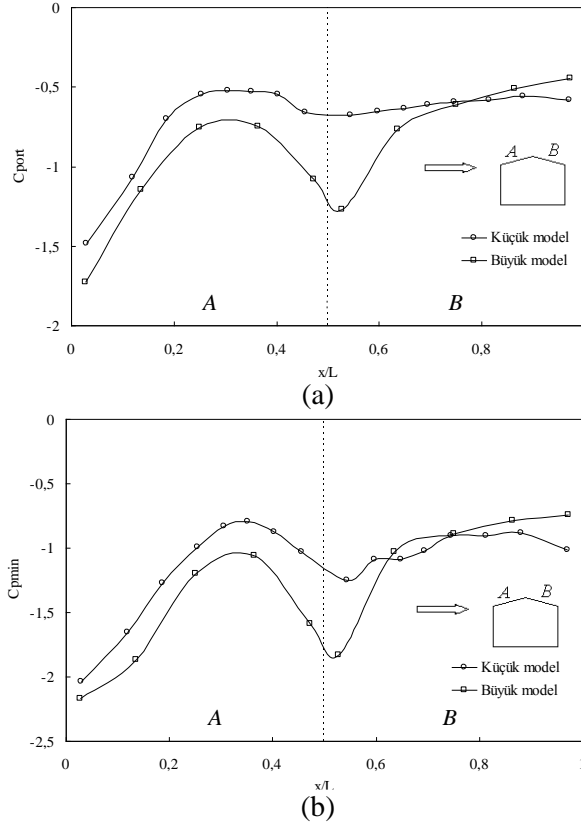 0
-0,5
-1
-1,5
-2
Cport
A B
Küçük model
Büyük model
A B
0 0,2 0,4 0,6 0,8
x/L
(a)
0
-0,5
-1
-1,5
-2
-2,5
Cpmin
A B
Küçük model
Büyük model
A B
0 0,2 0,4 0,6 0,8
x/L
(b)